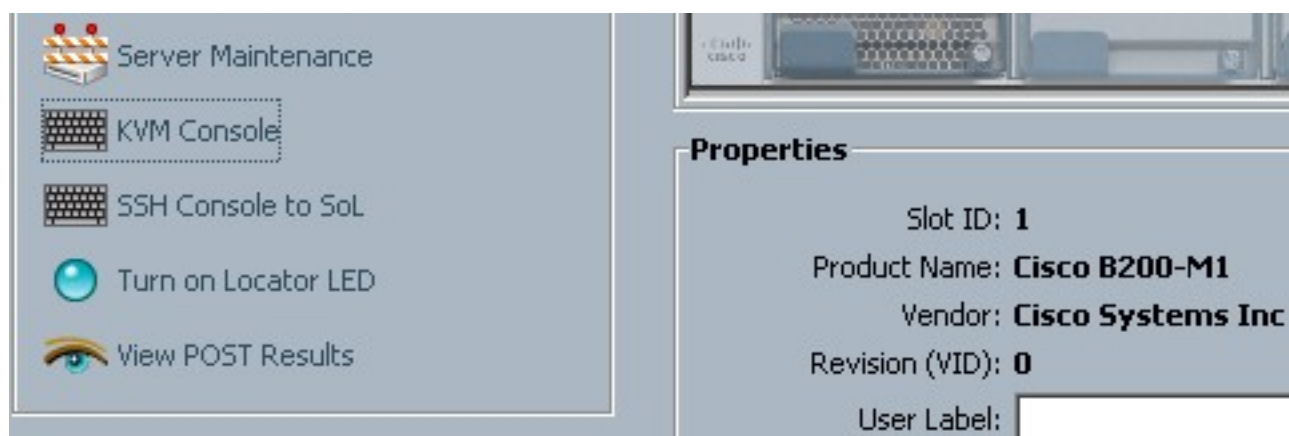 Server Maintenance
KVM Console
SSH Console to SoL
Turn on Locator LED
View POST Results
cisco
Properties
Slot ID: 1
Product Name: Cisco B200-M1
Vendor: Cisco Systems Inc
Revision (VID): 0
User Label: